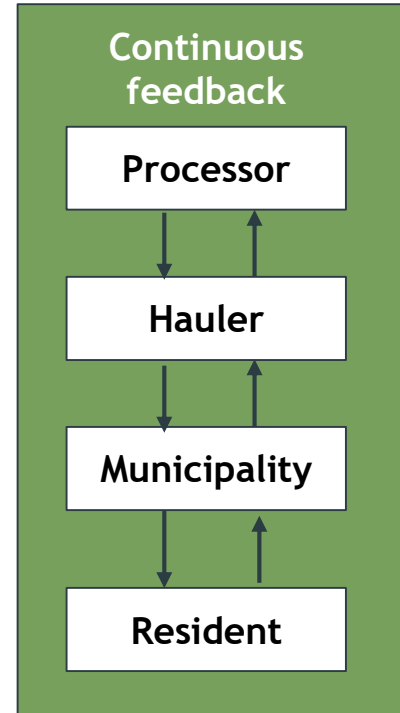 Continuous
feedback
Processor
Hauler
Municipality
Resident